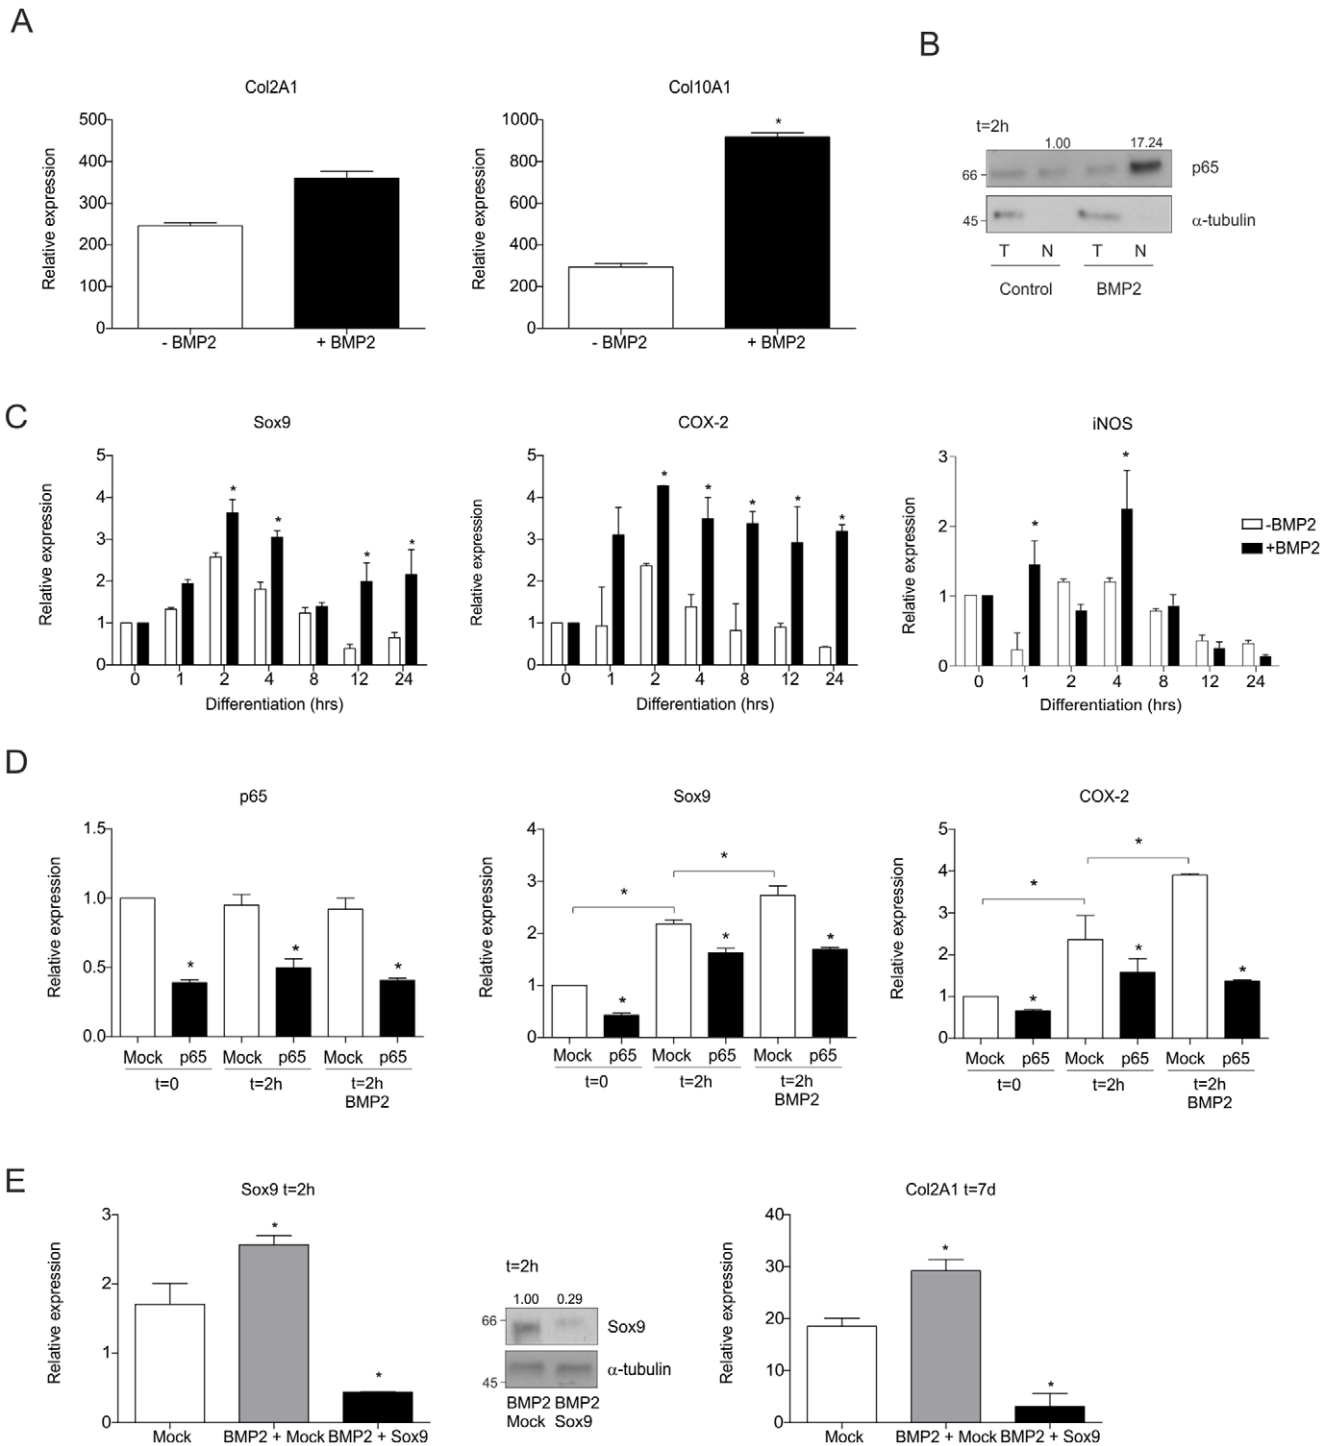 A
B
Col2A1
Col10A1
Relative expression
500
400
300
200
100
0
- BMP2
+ BMP2
Relative expression
1000
800
600
400
200
0
*
- BMP2
+ BMP2
t=2h
1.00
17.24
66
p65
45
α-tubulin
T N T N
Control BMP2
C
Sox9
COX-2
iNOS
Relative expression
5
4
3
2
1
0
* * * *
0 1 2 4 8 12 24
Differentiation (hrs)
Relative expression
5
4
3
2
1
0
* * * * *
0 1 2 4 8 12 24
Differentiation (hrs)
Relative expression
3
2
1
0
* *
0 1 2 4 8 12 24
Differentiation (hrs)
-BMP2
+BMP2
D
p65
Sox9
COX-2
Relative expression
1.5
1.0
0.5
0.0
* * *
Mock p65 Mock p65 Mock p65
t=0 t=2h t=2h
BMP2
Relative expression
4
3
2
1
0
* * * * *
Mock p65 Mock p65 Mock p65
t=0 t=2h t=2h
BMP2
Relative expression
5
4
3
2
1
0
* * * * *
Mock p65 Mock p65 Mock p65
t=0 t=2h t=2h
BMP2
E
Sox9 t=2h
Relative expression
3
2
1
0
* *
Mock BMP2 + Mock BMP2 + Sox9
t=2h
1.00 0.29
66
Sox9
α-tubulin
45
BMP2 BMP2
Mock Sox9
Col2A1 t=7d
Relative expression
40
30
20
10
0
* *
Mock BMP2 + Mock BMP2 + Sox9